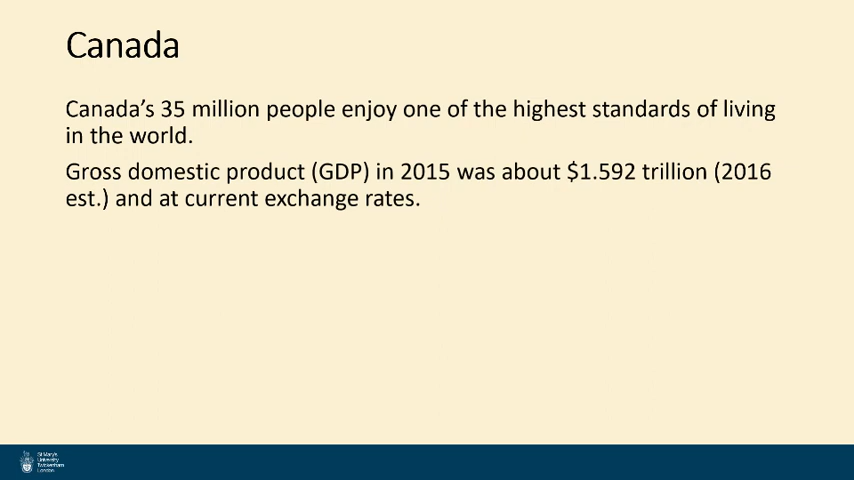 Canada
Canada's 35 million people enjoy one of the highest standards of living
in the world.
Gross domestic product (GDP) in 2015 was about $1.592 trillion (2016
est.) and at current exchange rates.
St Mary's
University
Twickenham
London